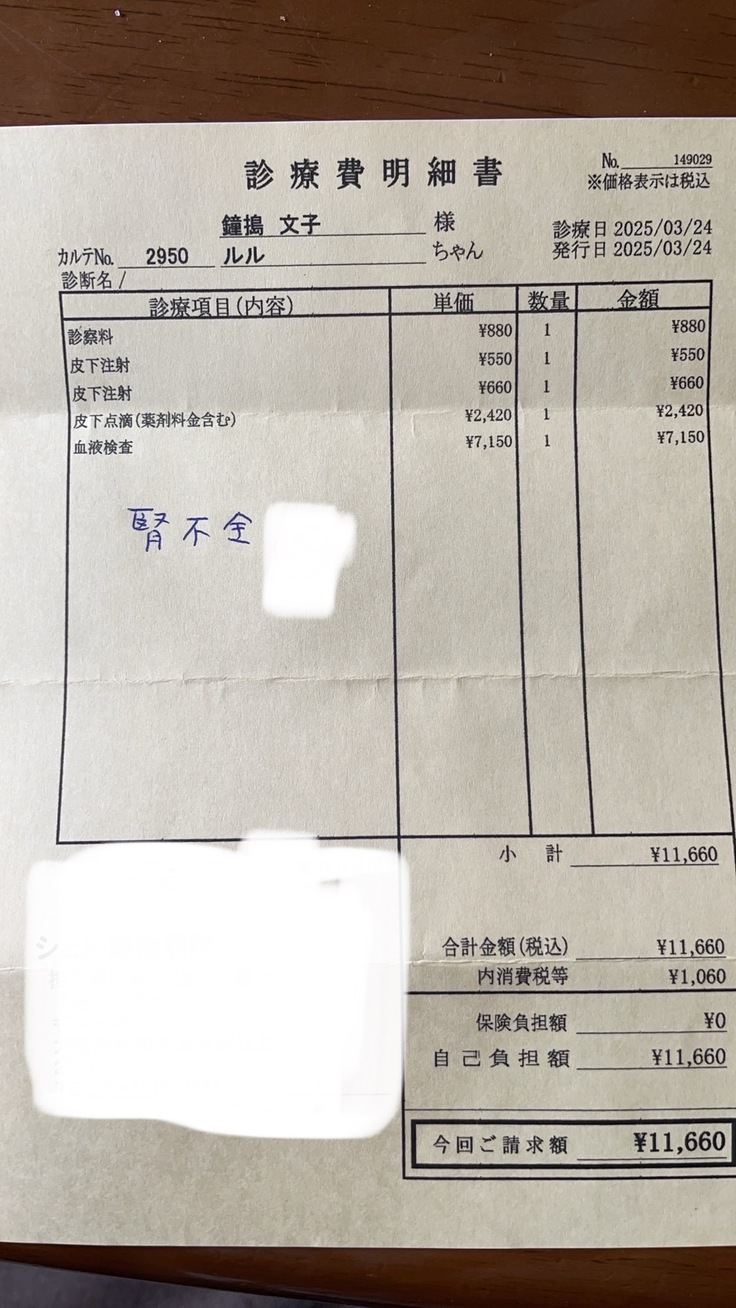 診療費明細書
No. 149029
※価格表示は税込
鐘搗 文子 様
診療日 2025/03/24
カルテNo. 2950 ルル ちゃん
発行日 2025/03/24
診断名 /
診療項目(内容) 単価 数量 金額
診察料 ¥880 1 ¥880
皮下注射 ¥550 1 ¥550
皮下注射 ¥660 1 ¥660
皮下点滴(薬剤料金含む) ¥2,420 1 ¥2,420
血液検査 ¥7,150 1 ¥7,150
腎不全
小計 ¥11,660
合計金額(税込) ¥11,660
内消費税等 ¥1,060
保険負担額 ¥0
自己負担額 ¥11,660
今回ご請求額 ¥11,660